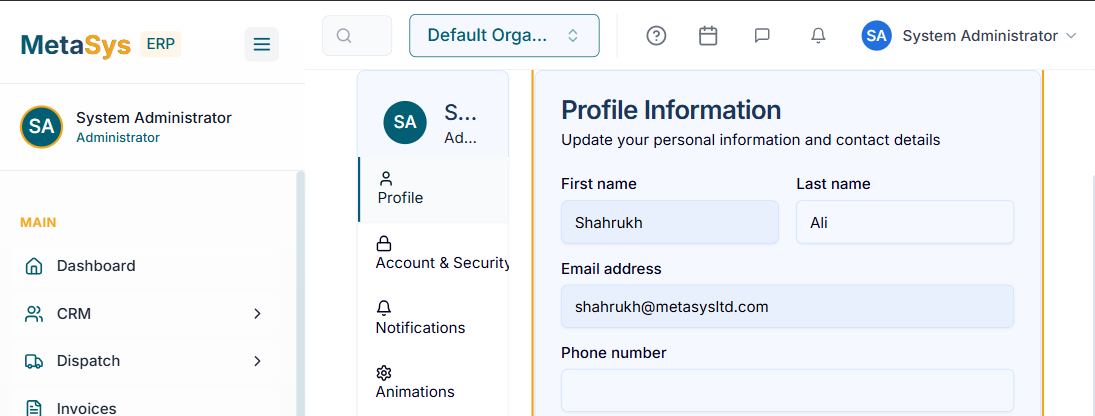 MetaSys ERP
Default Orga...
SA System Administrator
SA System Administrator
Administrator
MAIN
Dashboard
CRM
Dispatch
Invoices
SA S...
Ad...
Profile
Account & Security
Notifications
Animations
Profile Information
Update your personal information and contact details
First name Last name
Shahrukh Ali
Email address
shahrukh@metasysltd.com
Phone number